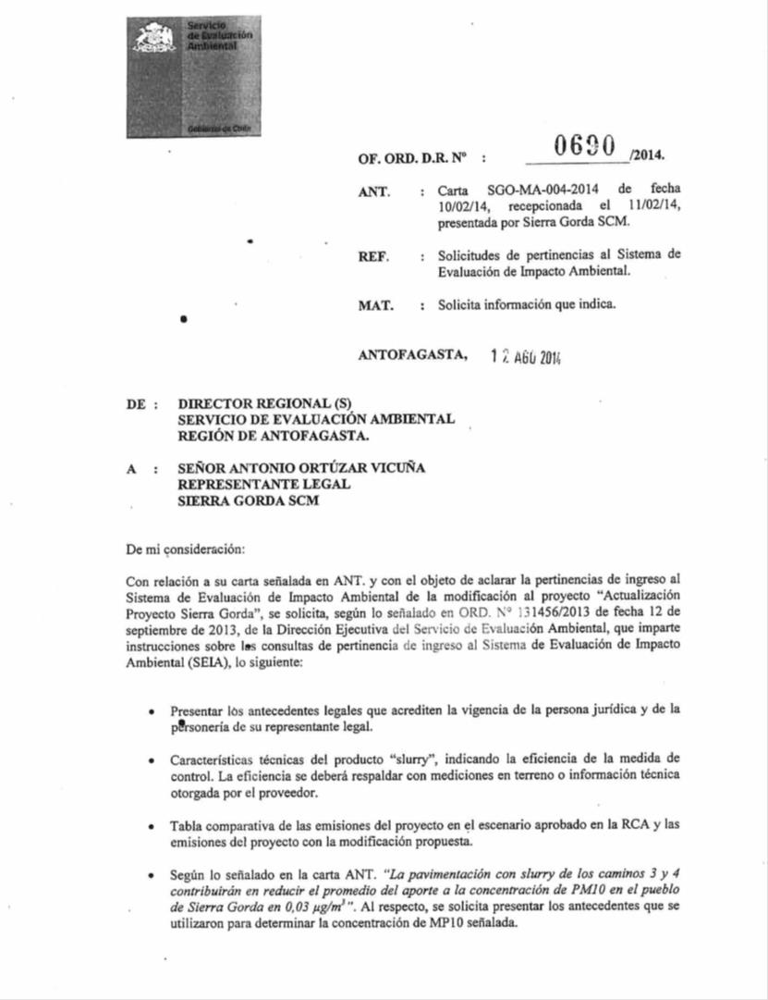 Servicio
de Evaluación
Ambiental
Gobierno de Chile
OF. ORD. D.R. Nº : 0690 /2014.
ANT. : Carta SGO-MA-004-2014 de fecha
10/02/14, recepcionada el 11/02/14,
presentada por Sierra Gorda SCM.
REF. : Solicitudes de pertinencias al Sistema de
Evaluación de Impacto Ambiental.
MAT. : Solicita información que indica.
ANTOFAGASTA, 12 AGO 2014
DE : DIRECTOR REGIONAL (S)
SERVICIO DE EVALUACIÓN AMBIENTAL
REGIÓN DE ANTOFAGASTA.
A : SEÑOR ANTONIO ORTÚZAR VICUÑA
REPRESENTANTE LEGAL
SIERRA GORDA SCM
De mi consideración:
Con relación a su carta señalada en ANT. y con el objeto de aclarar la pertinencias de ingreso al
Sistema de Evaluación de Impacto Ambiental de la modificación al proyecto "Actualización
Proyecto Sierra Gorda", se solicita, según lo señalado en ORD. Nº 131456/2013 de fecha 12 de
septiembre de 2013, de la Dirección Ejecutiva del Servicio de Evaluación Ambiental, que imparte
instrucciones sobre las consultas de pertinencia de ingreso al Sistema de Evaluación de Impacto
Ambiental (SEIA), lo siguiente:
• Presentar los antecedentes legales que acrediten la vigencia de la persona jurídica y de la
personería de su representante legal.
• Características técnicas del producto "slurry", indicando la eficiencia de la medida de
control. La eficiencia se deberá respaldar con mediciones en terreno o información técnica
otorgada por el proveedor.
• Tabla comparativa de las emisiones del proyecto en el escenario aprobado en la RCA y las
emisiones del proyecto con la modificación propuesta.
• Según lo señalado en la carta ANT. "La pavimentación con slurry de los caminos 3 y 4
contribuirán en reducir el promedio del aporte a la concentración de PM10 en el pueblo
de Sierra Gorda en 0,03 µg/m³". Al respecto, se solicita presentar los antecedentes que se
utilizaron para determinar la concentración de MP10 señalada.